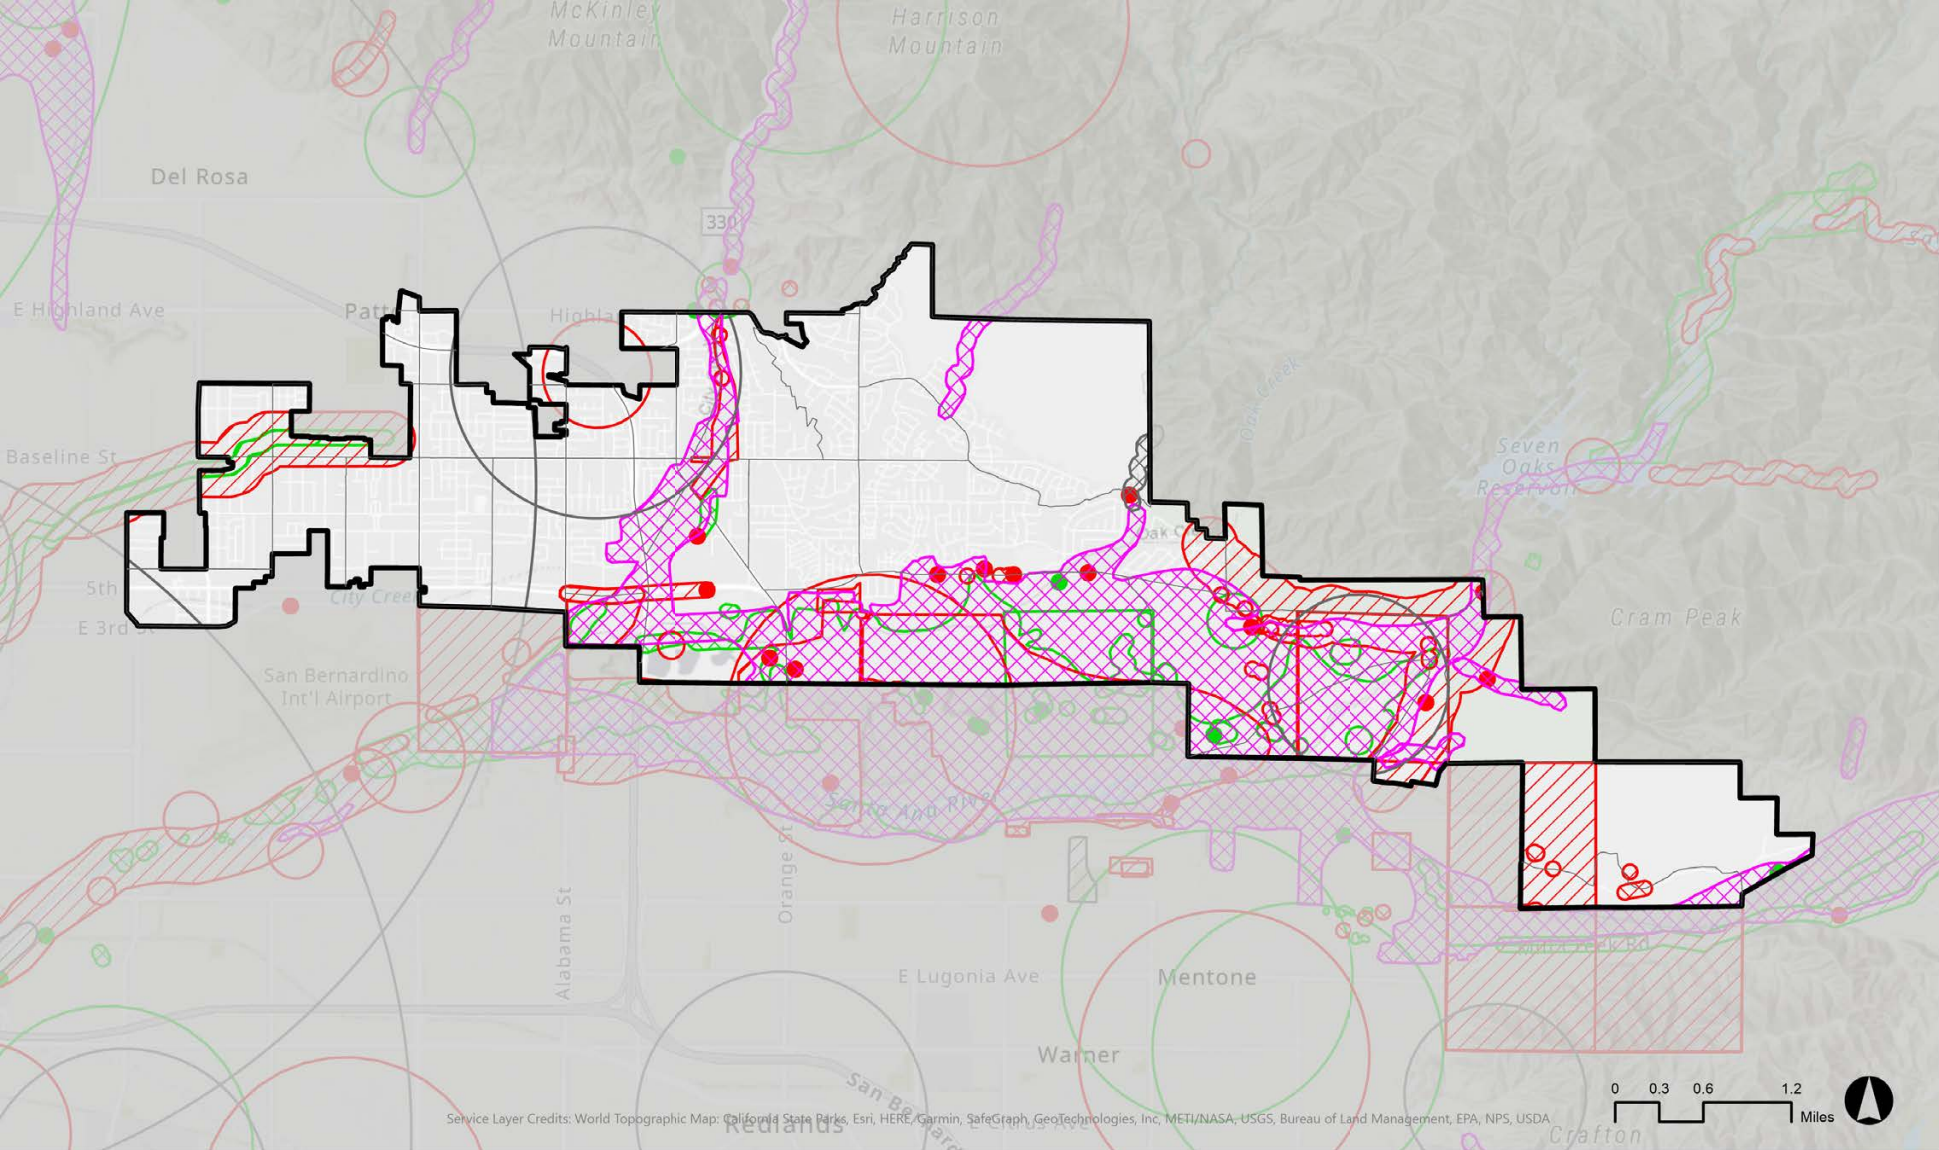 McKinley
Mountain
Harrison
Mountain
Del Rosa
330
E Highland Ave
Patt
Highla
Baseline St
Oak Creek
Seven
Oaks
Reservoir
Oak C
5th
City Creek
E 3rd St
Cram Peak
San Bernardino
Int'l Airport
Santa Ana River
Orange St
Alabama St
E Lugonia Ave
Mentone
Warner
0 0.3 0.6 1.2
Miles
Service Layer Credits: World Topographic Map: California State Parks, Esri, HERE, Garmin, SafeGraph, GeoTechnologies, Inc, METI/NASA, USGS, Bureau of Land Management, EPA, NPS, USDA
Redlands
E Citrus Ave
Crafton